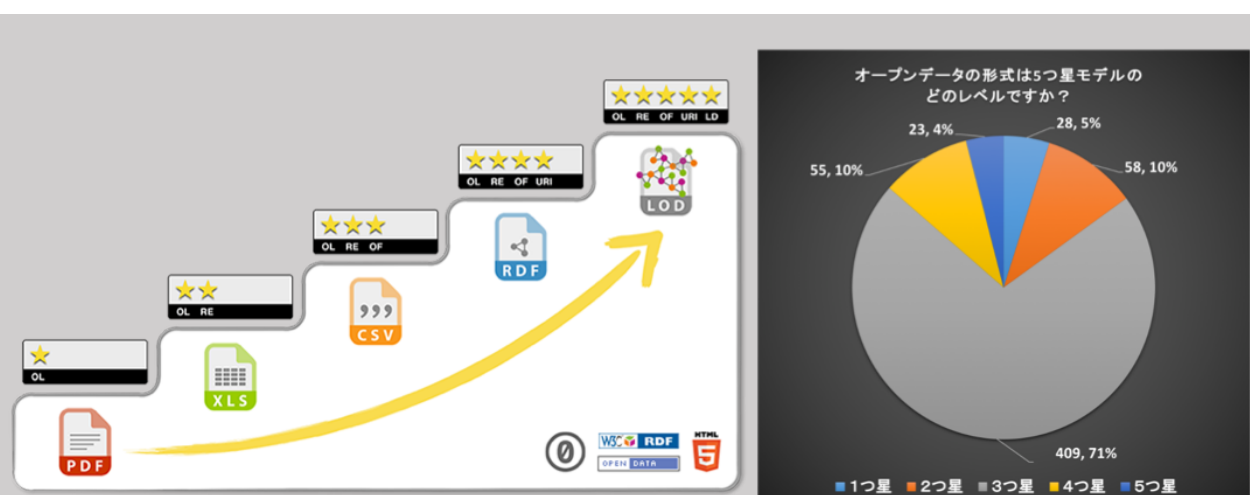 OL
PDF
OL RE
XLS
OL RE OF
CSV
OL RE OF URI
RDF
OL RE OF URI LD
LOD
0
W3C RDF
OPEN DATA
HTML
5
オープンデータの形式は5つ星モデルの
どのレベルですか？
23, 4%
28, 5%
55, 10%
58, 10%
409, 71%
1つ星 2つ星 3つ星 4つ星 5つ星